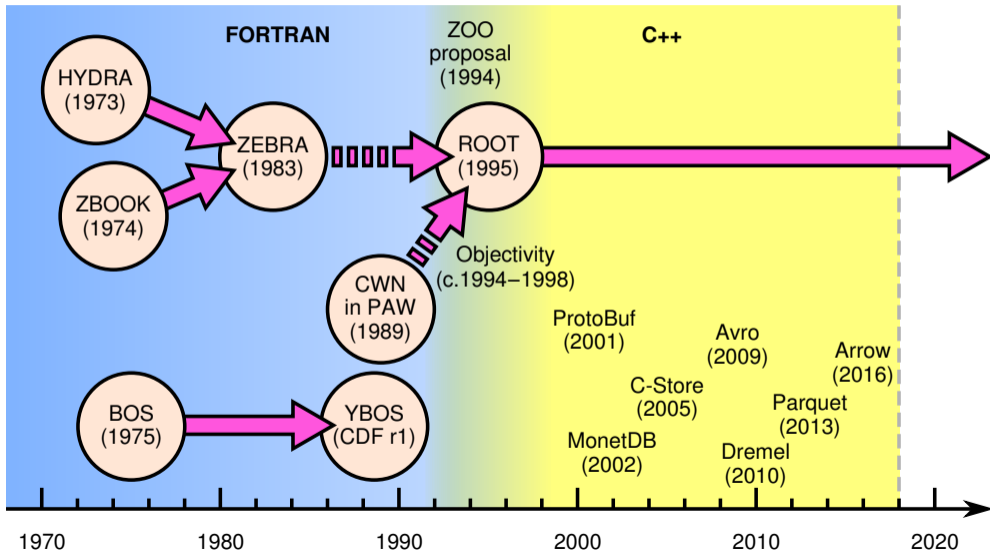 FORTRAN
ZOO
proposal
(1994)
C++
HYDRA
(1973)
ZEBRA
(1983)
ROOT
(1995)
ZBOOK
(1974)
CWN
in PAW
(1989)
Objectivity
(c.1994–1998)
ProtoBuf
(2001)
Avro
(2009)
Arrow
(2016)
C-Store
(2005)
Parquet
(2013)
BOS
(1975)
YBOS
(CDF r1)
MonetDB
(2002)
Dremel
(2010)
1970
1980
1990
2000
2010
2020